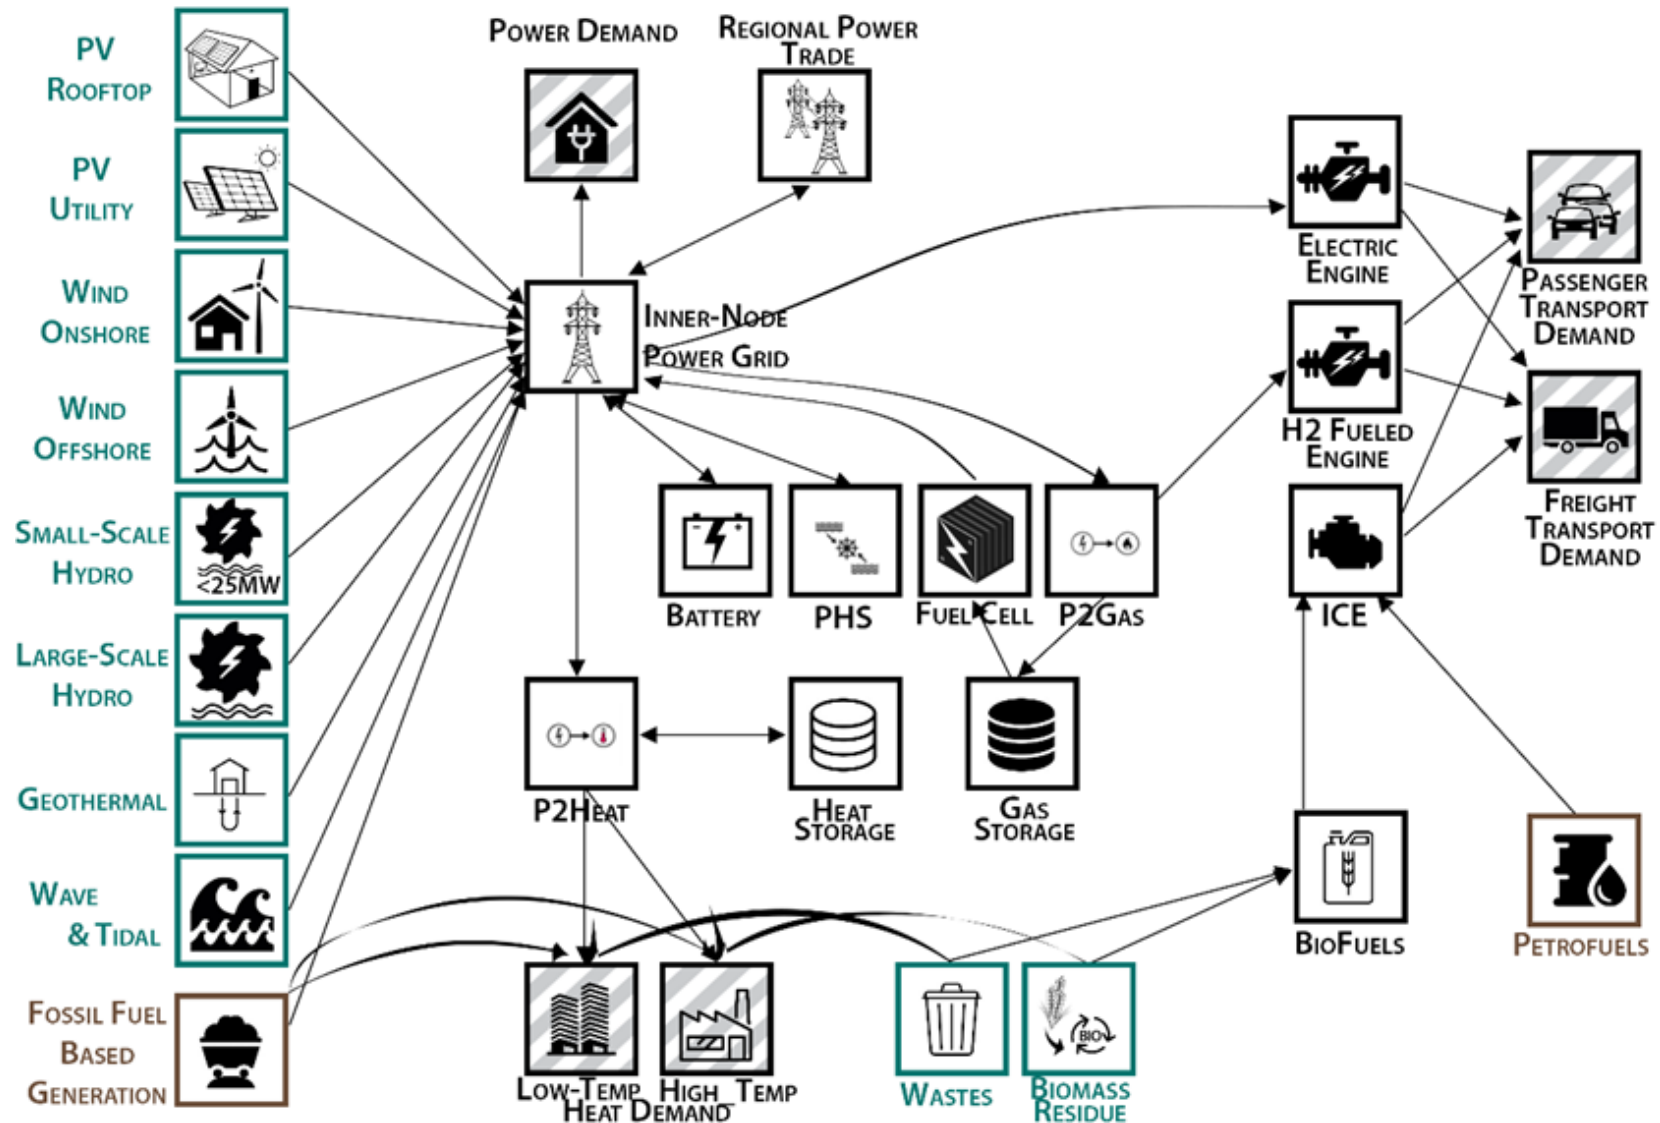 PV
ROOFTOP
PV
UTILITY
WIND
ONSHORE
WIND
OFFSHORE
SMALL-SCALE
HYDRO
<25MW
LARGE-SCALE
HYDRO
GEOTHERMAL
WAVE
& TIDAL
FOSSIL FUEL
BASED
GENERATION
POWER DEMAND
REGIONAL POWER
TRADE
INNER-NODE
POWER GRID
BATTERY
PHS
FUEL CELL
P2GAS
P2HEAT
HEAT
STORAGE
GAS
STORAGE
LOW-TEMP
HIGH_TEMP
HEAT DEMAND
WASTES
BIO
BIOMASS
RESIDUE
ELECTRIC
ENGINE
H2 FUELED
ENGINE
ICE
BIOFUELS
PETROFUELS
PASSENGER
TRANSPORT
DEMAND
FREIGHT
TRANSPORT
DEMAND